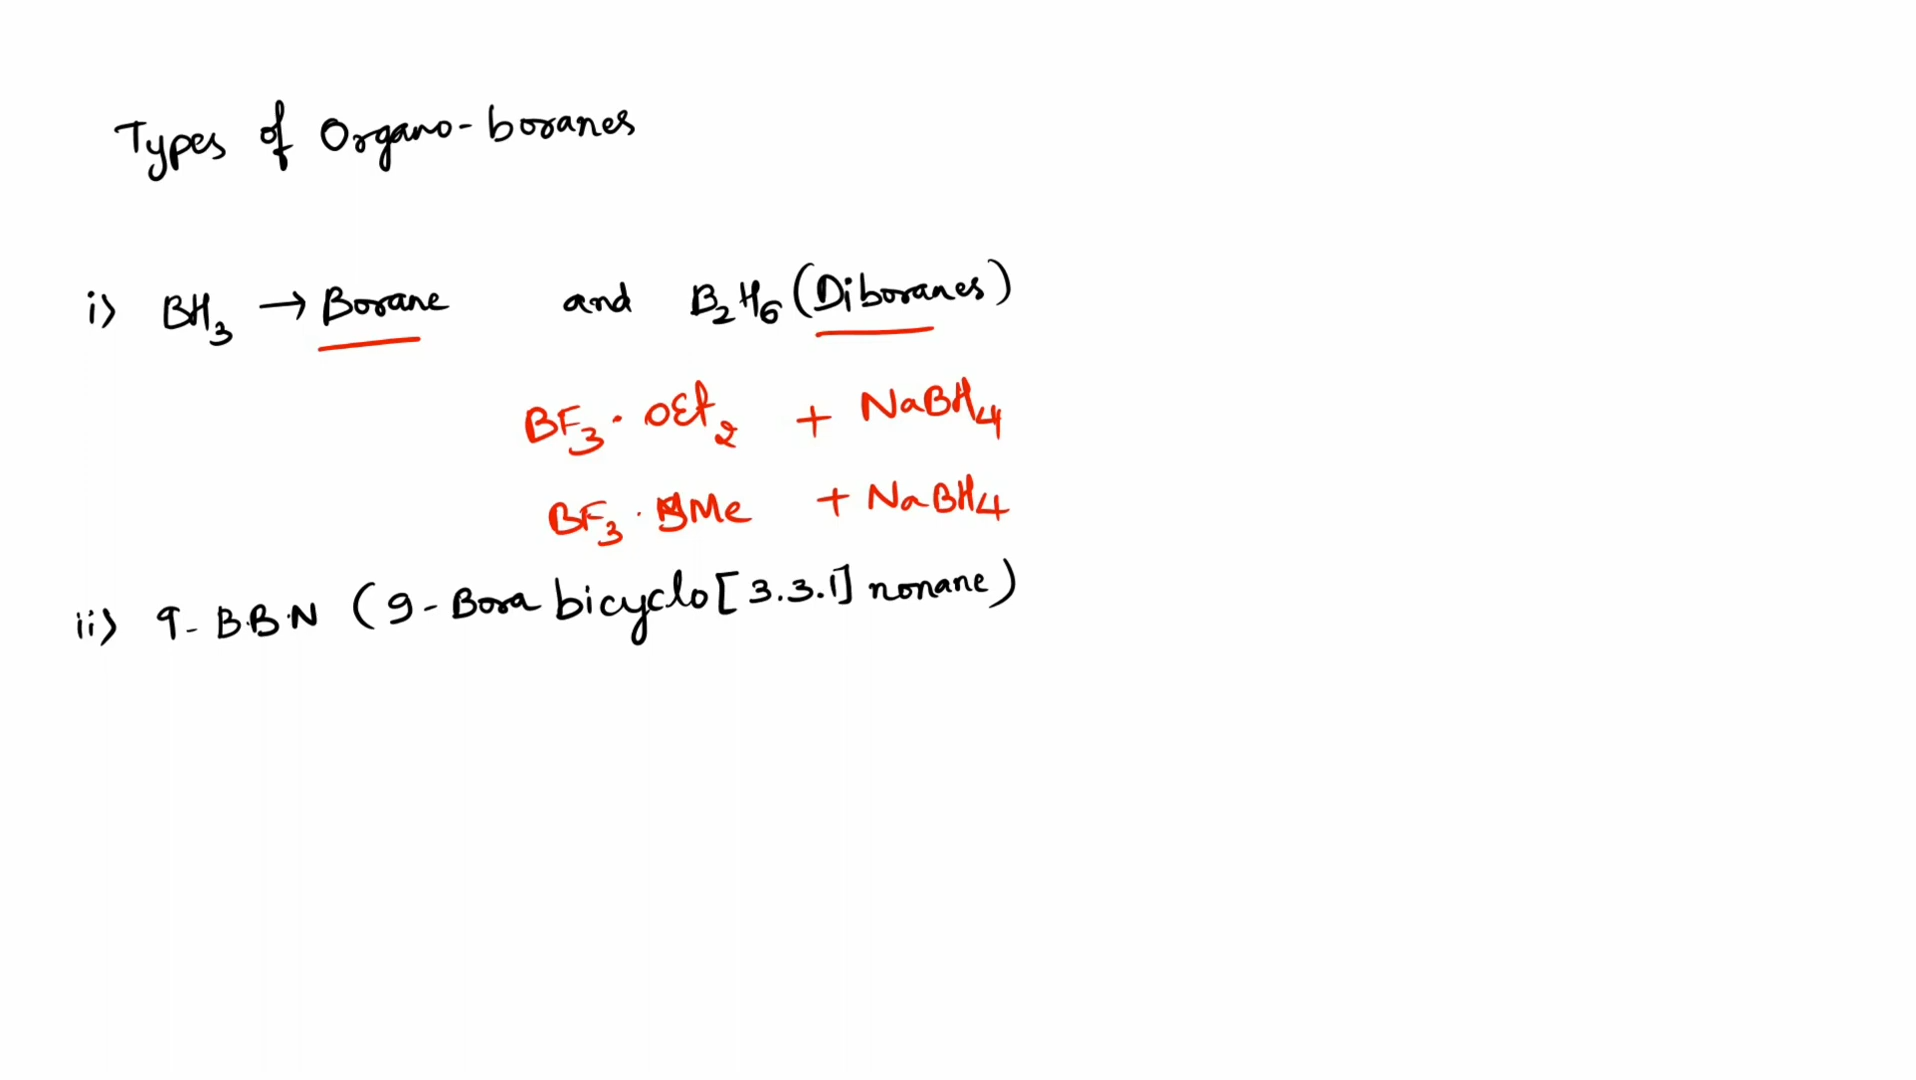 Types of Organo-boranes
i) BH₃ → Borane and B₂H₆ (Diboranes)
BF₃ · OEt₂ + NaBH₄
BF₃ · SMe + NaBH₄
ii) 9-B.B.N (9-Bora bicyclo[3.3.1] nonane)